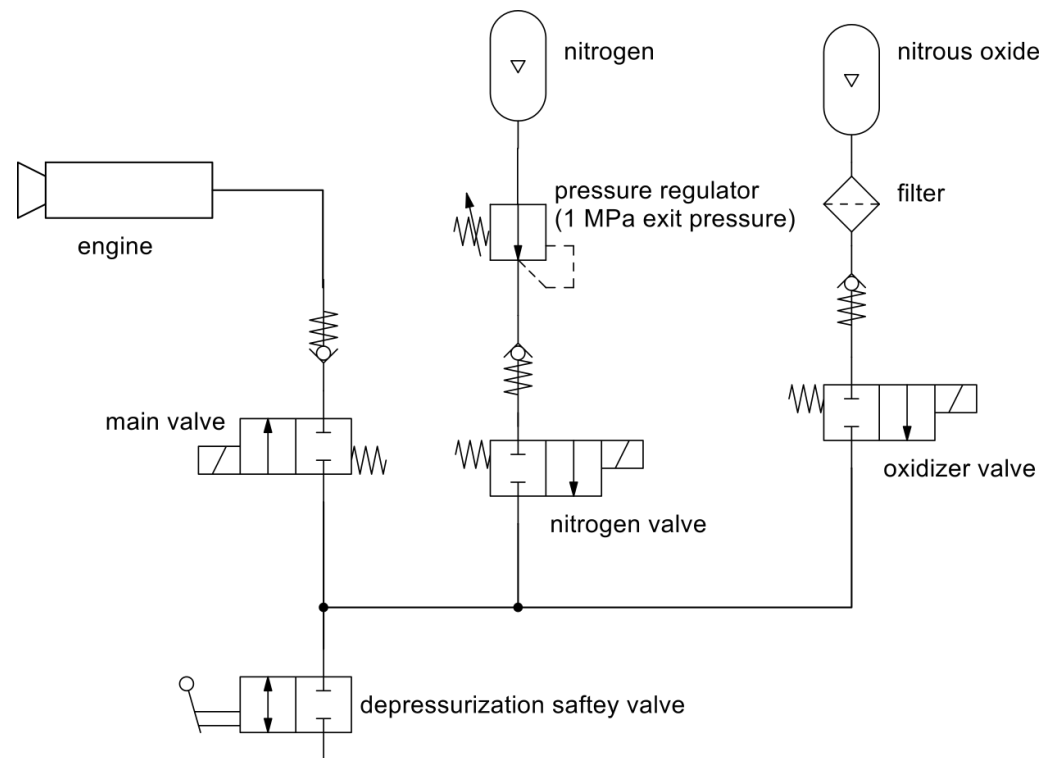 nitrogen
nitrous oxide
pressure regulator
(1 MPa exit pressure)
filter
engine
main valve
oxidizer valve
nitrogen valve
depressurization saftey valve